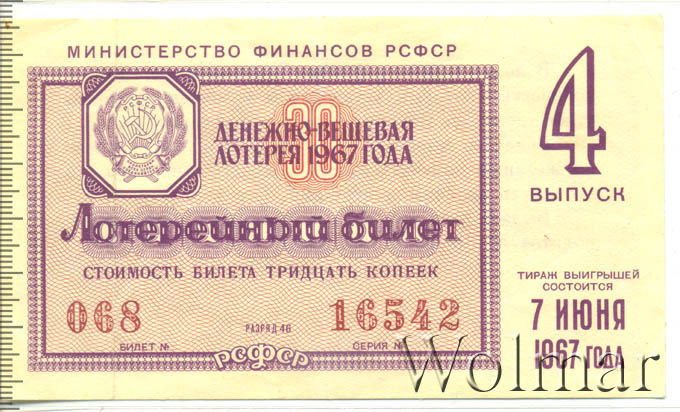 МИНИСТЕРСТВО ФИНАНСОВ РСФСР
РСФСР
30
ДЕНЕЖНО-ВЕЩЕВАЯ
ЛОТЕРЕЯ 1967 ГОДА
Лотерейный билет
СТОИМОСТЬ БИЛЕТА ТРИДЦАТЬ КОПЕЕК
068
РАЗРЯД 46
16542
БИЛЕТ №
СЕРИЯ №
РСФСР
4
ВЫПУСК
ТИРАЖ ВЫИГРЫШЕЙ
СОСТОИТСЯ
7 ИЮНЯ
1967 ГОДА
Wolmar